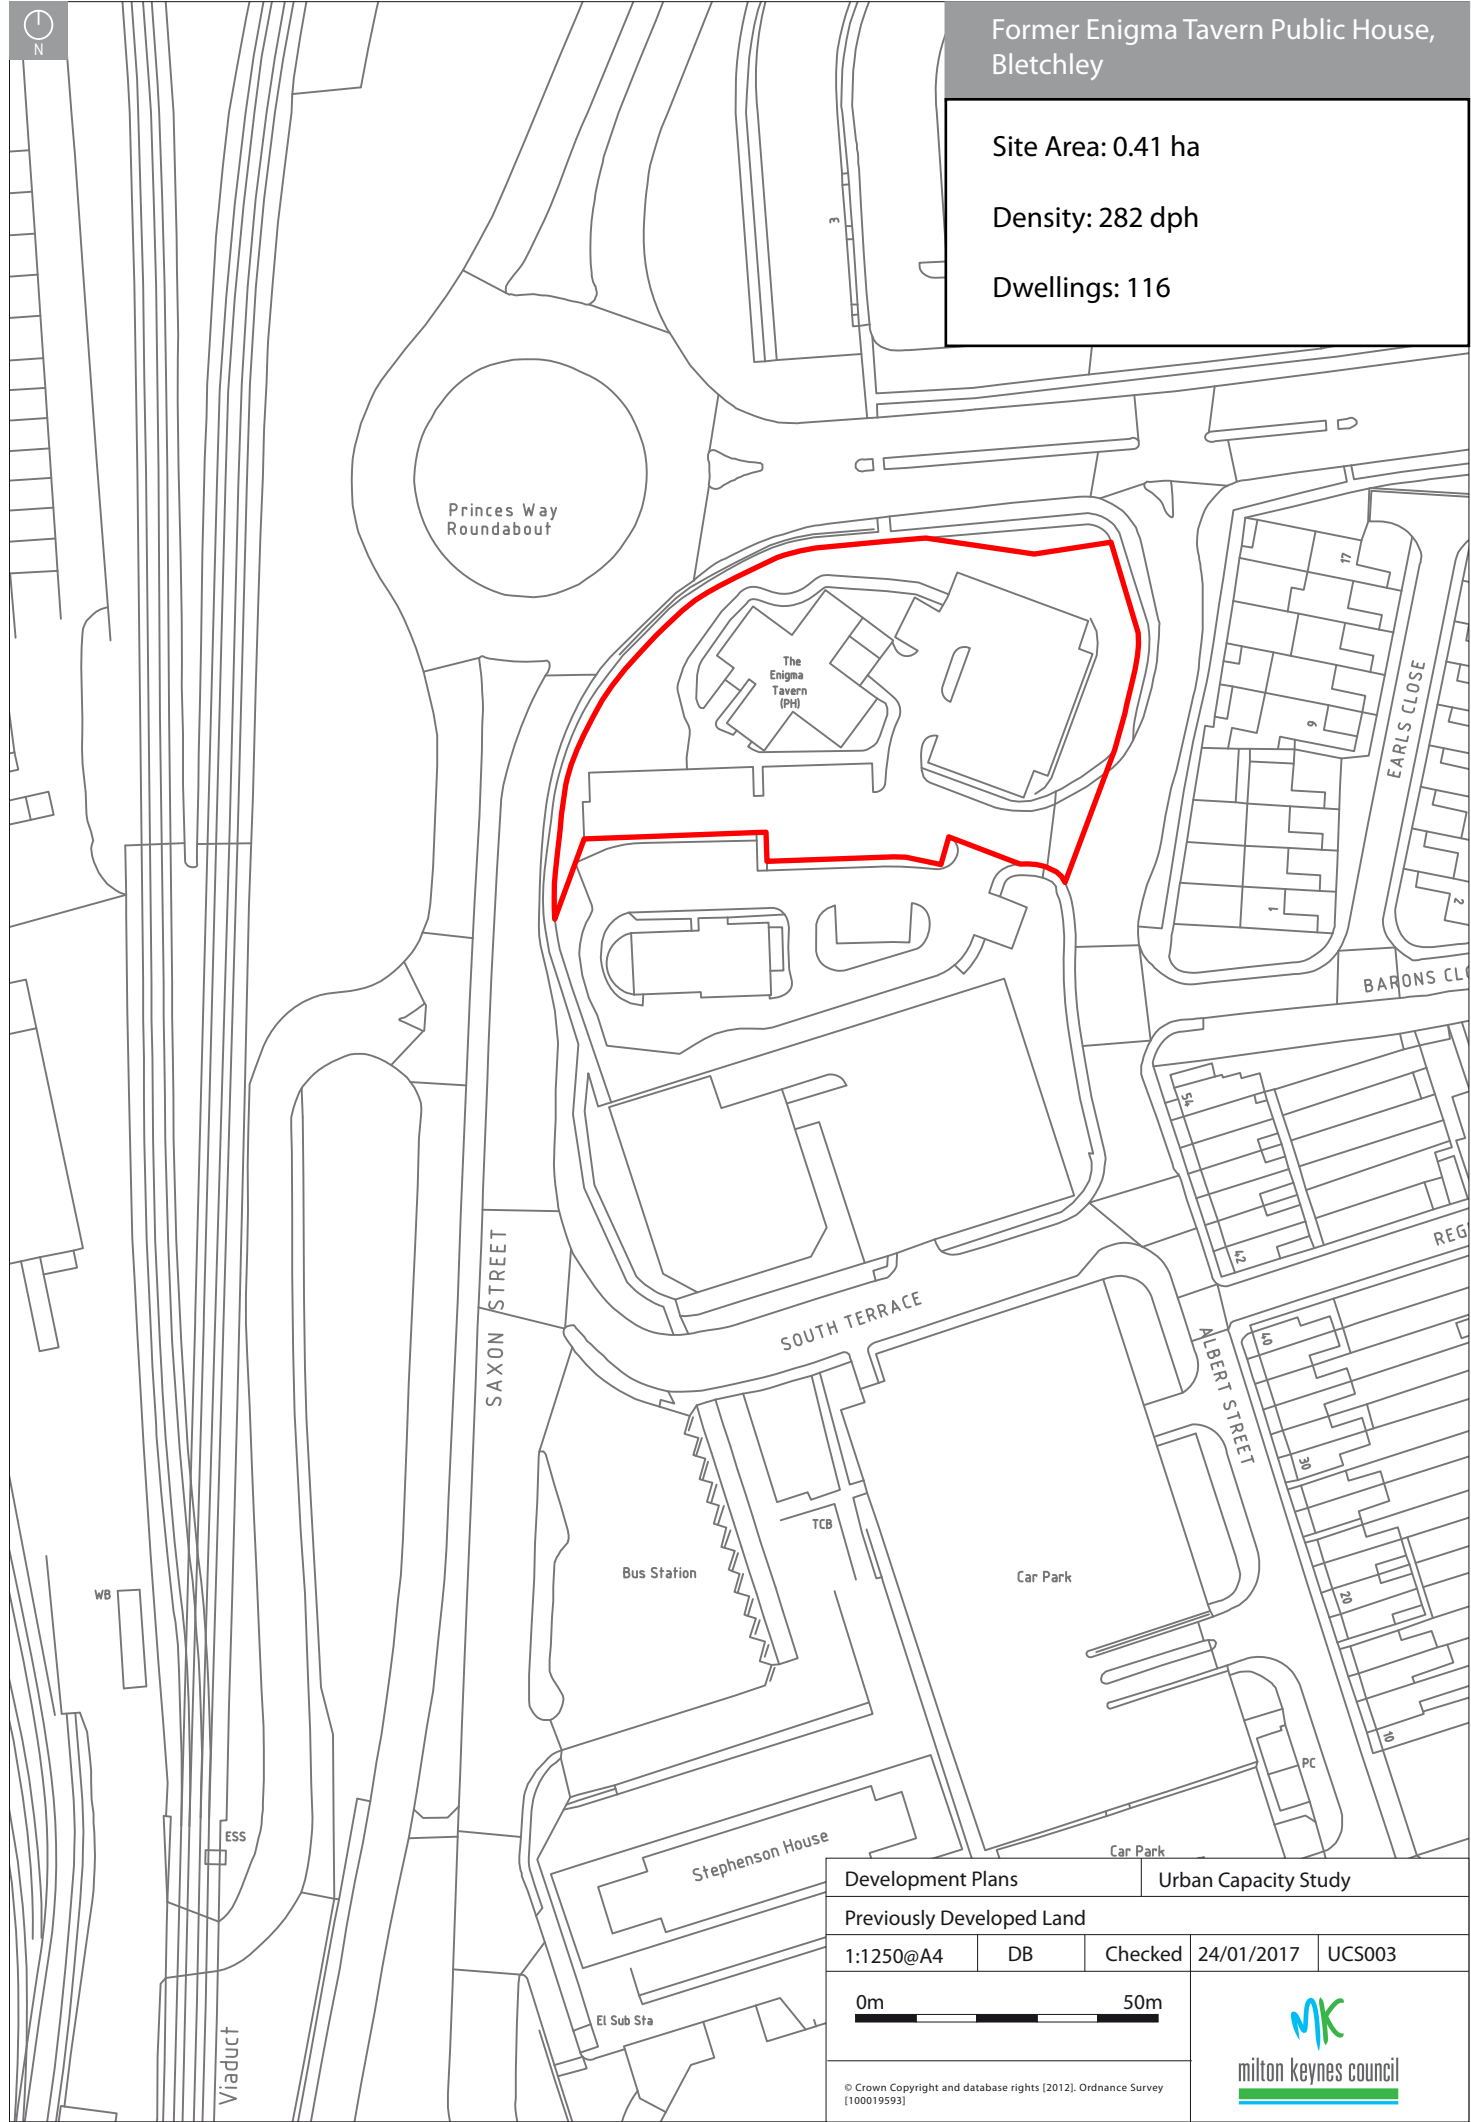 N
Former Enigma Tavern Public House,
Bletchley
Site Area: 0.41 ha
Density: 282 dph
Dwellings: 116
3
Princes Way
Roundabout
17
The
Enigma
Tavern
(PH)
9
EARLS CLOSE
1
2
BARONS CLO
54
42
REG
SAXON STREET
SOUTH TERRACE
ALBERT STREET
40
30
20
10
TCB
Bus Station
Car Park
WB
PC
ESS
Stephenson House
Car Park
El Sub Sta
Viaduct
Development Plans
Urban Capacity Study
Previously Developed Land
1:1250@A4
DB
Checked
24/01/2017
UCS003
0m
50m
© Crown Copyright and database rights [2012]. Ordnance Survey
[100019593]
MK
milton keynes council